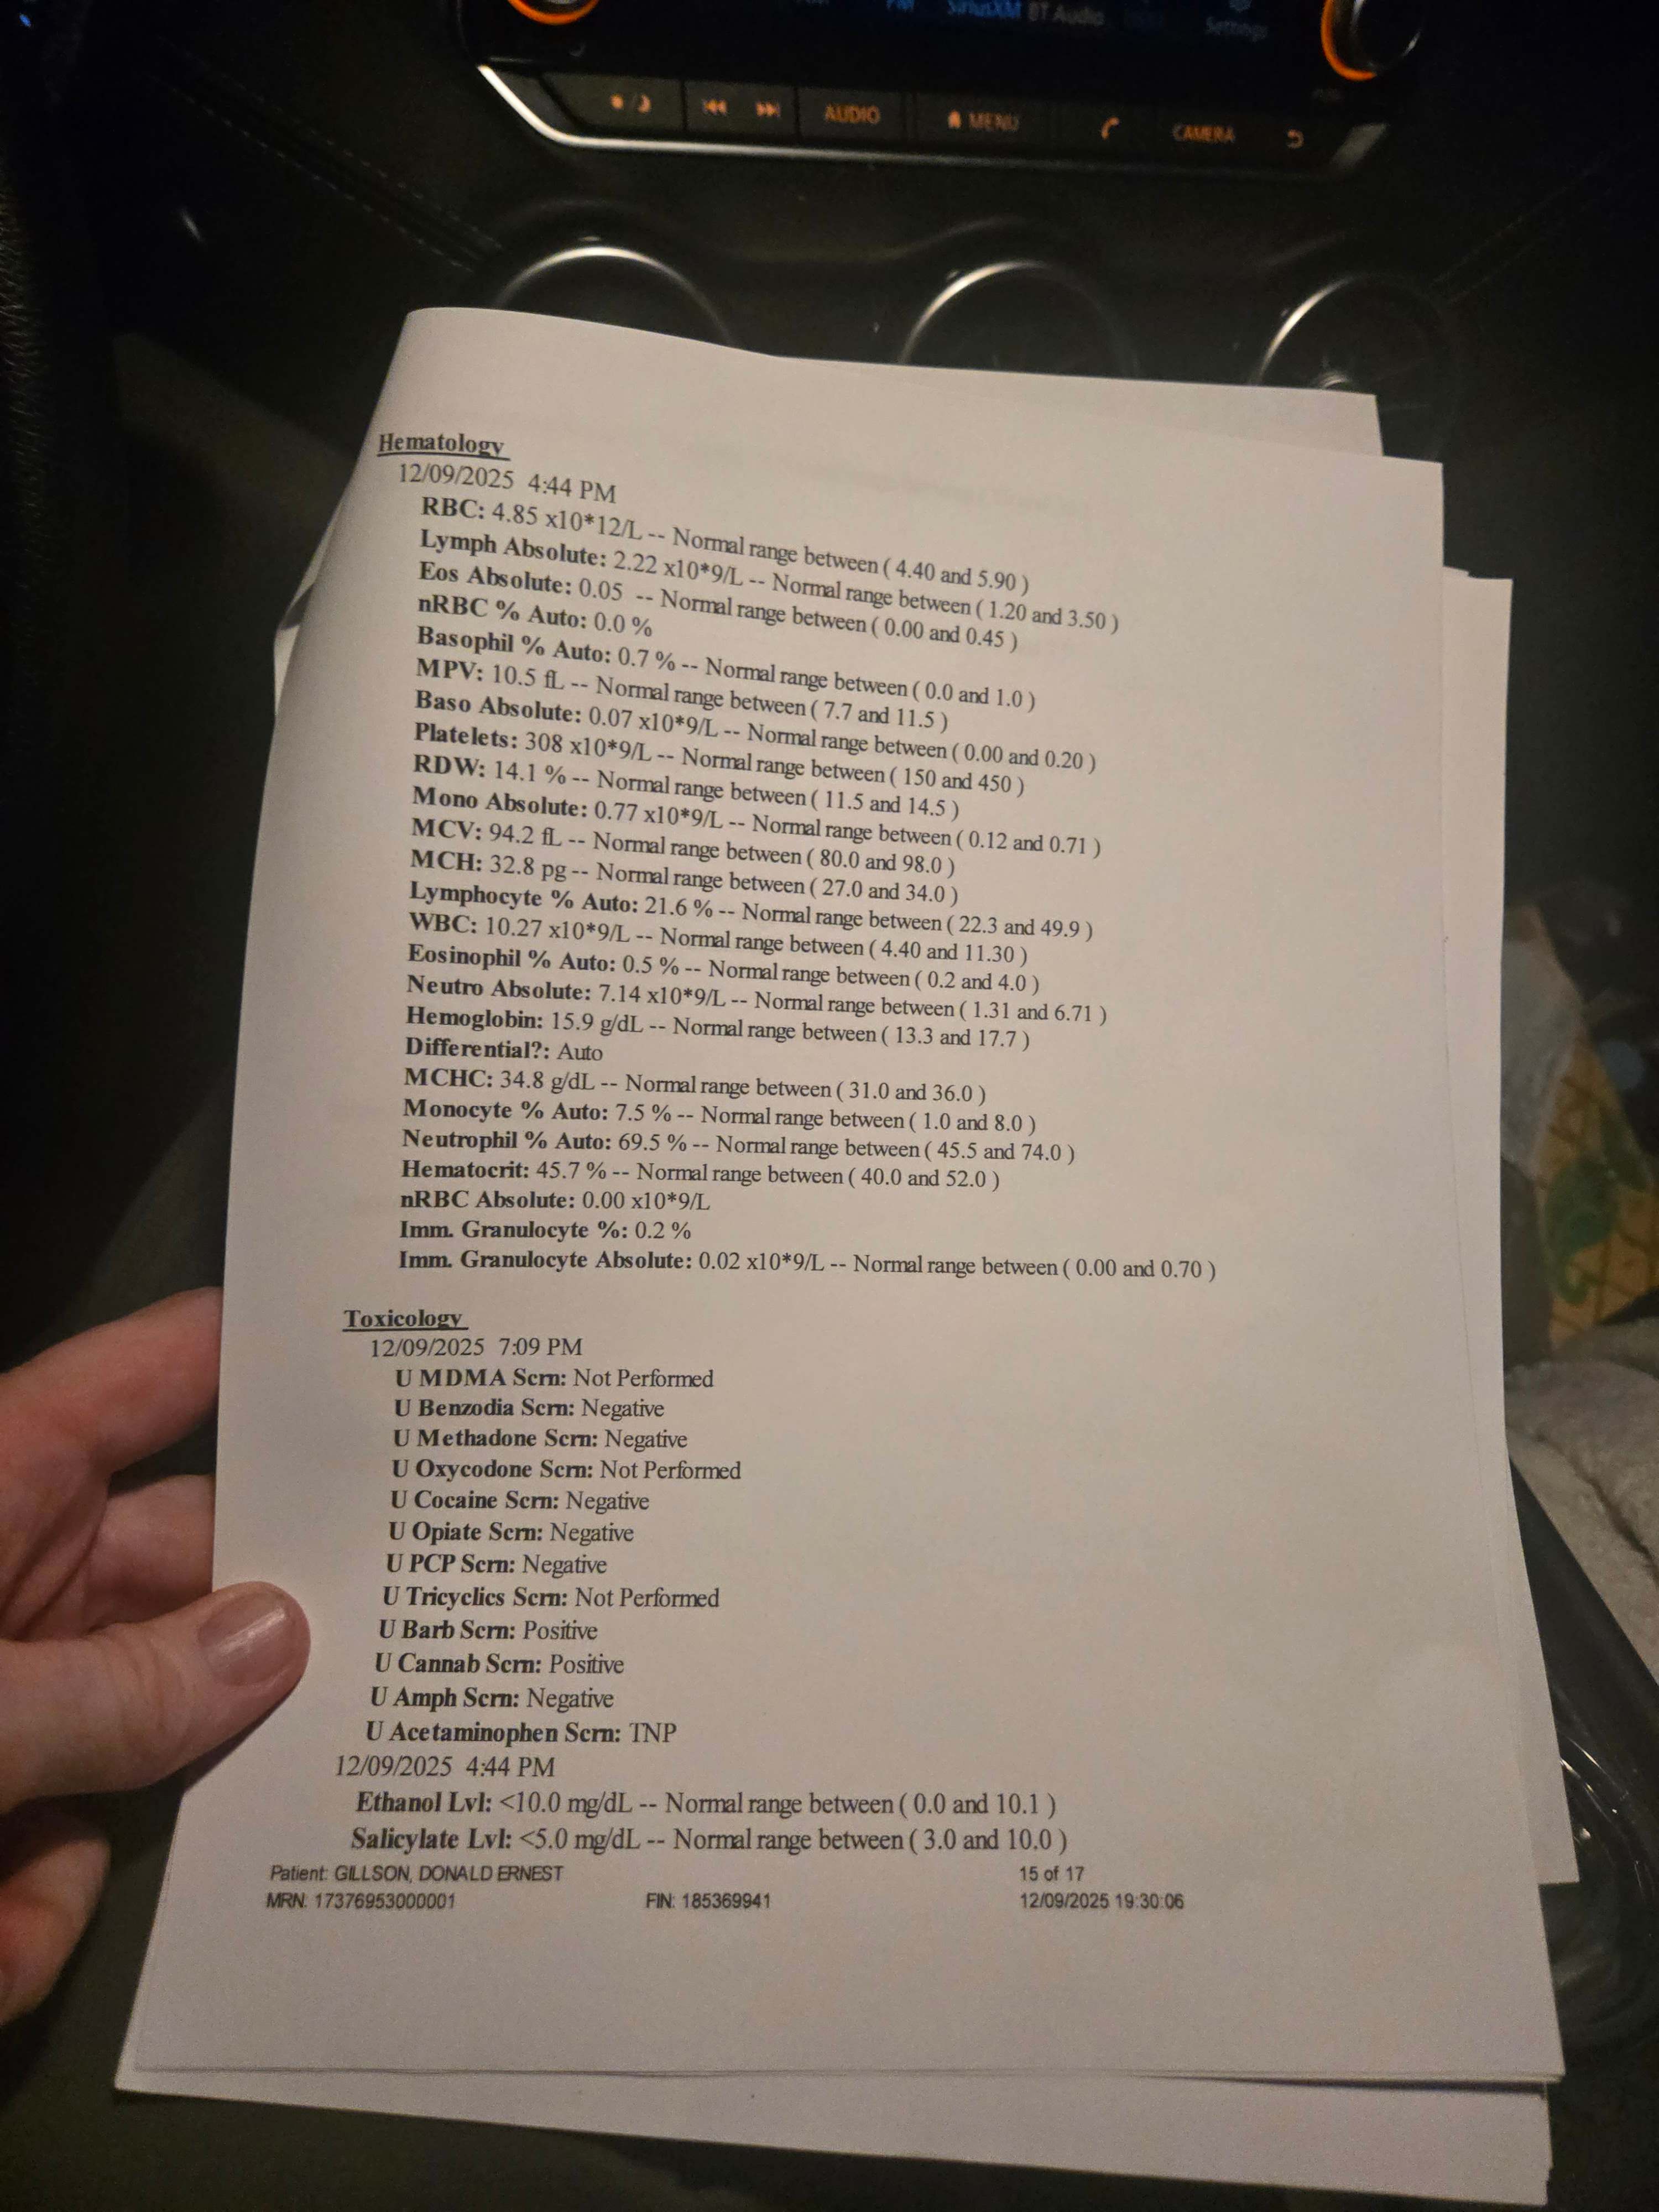 SiriusXM BT Audio
Settings
AUDIO
MENU
CAMERA
Hematology
12/09/2025 4:44 PM
RBC: 4.85 x10*12/L -- Normal range between ( 4.40 and 5.90 )
Lymph Absolute: 2.22 x10*9/L -- Normal range between ( 1.20 and 3.50 )
Eos Absolute: 0.05 -- Normal range between ( 0.00 and 0.45 )
nRBC % Auto: 0.0 %
Basophil % Auto: 0.7 % -- Normal range between ( 0.0 and 1.0 )
MPV: 10.5 fL -- Normal range between ( 7.7 and 11.5 )
Baso Absolute: 0.07 x10*9/L -- Normal range between ( 0.00 and 0.20 )
Platelets: 308 x10*9/L -- Normal range between ( 150 and 450 )
RDW: 14.1 % -- Normal range between ( 11.5 and 14.5 )
Mono Absolute: 0.77 x10*9/L -- Normal range between ( 0.12 and 0.71 )
MCV: 94.2 fL -- Normal range between ( 80.0 and 98.0 )
MCH: 32.8 pg -- Normal range between ( 27.0 and 34.0 )
Lymphocyte % Auto: 21.6 % -- Normal range between ( 22.3 and 49.9 )
WBC: 10.27 x10*9/L -- Normal range between ( 4.40 and 11.30 )
Eosinophil % Auto: 0.5 % -- Normal range between ( 0.2 and 4.0 )
Neutro Absolute: 7.14 x10*9/L -- Normal range between ( 1.31 and 6.71 )
Hemoglobin: 15.9 g/dL -- Normal range between ( 13.3 and 17.7 )
Differential?: Auto
MCHC: 34.8 g/dL -- Normal range between ( 31.0 and 36.0 )
Monocyte % Auto: 7.5 % -- Normal range between ( 1.0 and 8.0 )
Neutrophil % Auto: 69.5 % -- Normal range between ( 45.5 and 74.0 )
Hematocrit: 45.7 % -- Normal range between ( 40.0 and 52.0 )
nRBC Absolute: 0.00 x10*9/L
Imm. Granulocyte %: 0.2 %
Imm. Granulocyte Absolute: 0.02 x10*9/L -- Normal range between ( 0.00 and 0.70 )
Toxicology
12/09/2025 7:09 PM
U MDMA Scrn: Not Performed
U Benzodia Scrn: Negative
U Methadone Scrn: Negative
U Oxycodone Scrn: Not Performed
U Cocaine Scrn: Negative
U Opiate Scrn: Negative
U PCP Scrn: Negative
U Tricyclics Scrn: Not Performed
U Barb Scrn: Positive
U Cannab Scrn: Positive
U Amph Scrn: Negative
U Acetaminophen Scrn: TNP
12/09/2025 4:44 PM
Ethanol Lvl: <10.0 mg/dL -- Normal range between ( 0.0 and 10.1 )
Salicylate Lvl: <5.0 mg/dL -- Normal range between ( 3.0 and 10.0 )
Patient: GILLSON, DONALD ERNEST
15 of 17
MRN: 17376953000001
FIN: 185369941
12/09/2025 19:30:06